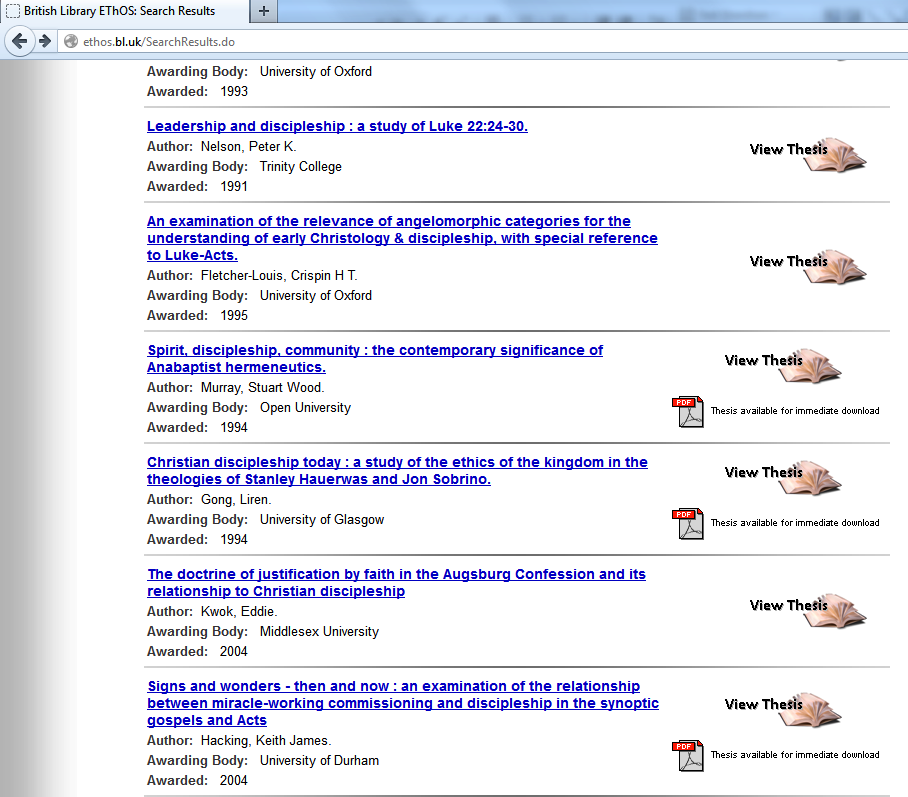 British Library EThOS: Search Results
ethos.bl.uk/SearchResults.do
Awarding Body: University of Oxford
Awarded: 1993
Leadership and discipleship : a study of Luke 22:24-30.
Author: Nelson, Peter K.
View Thesis
Awarding Body: Trinity College
Awarded: 1991
An examination of the relevance of angelomorphic categories for the
understanding of early Christology & discipleship, with special reference
to Luke-Acts.
View Thesis
Author: Fletcher-Louis, Crispin H T.
Awarding Body: University of Oxford
Awarded: 1995
Spirit, discipleship, community : the contemporary significance of
Anabaptist hermeneutics.
View Thesis
Author: Murray, Stuart Wood.
Awarding Body: Open University
PDF Thesis available for immediate download
Awarded: 1994
Christian discipleship today : a study of the ethics of the kingdom in the
theologies of Stanley Hauerwas and Jon Sobrino.
View Thesis
Author: Gong, Liren.
Awarding Body: University of Glasgow
PDF Thesis available for immediate download
Awarded: 1994
The doctrine of justification by faith in the Augsburg Confession and its
relationship to Christian discipleship
View Thesis
Author: Kwok, Eddie.
Awarding Body: Middlesex University
Awarded: 2004
Signs and wonders - then and now : an examination of the relationship
between miracle-working commissioning and discipleship in the synoptic
gospels and Acts
View Thesis
Author: Hacking, Keith James.
Awarding Body: University of Durham
PDF Thesis available for immediate download
Awarded: 2004